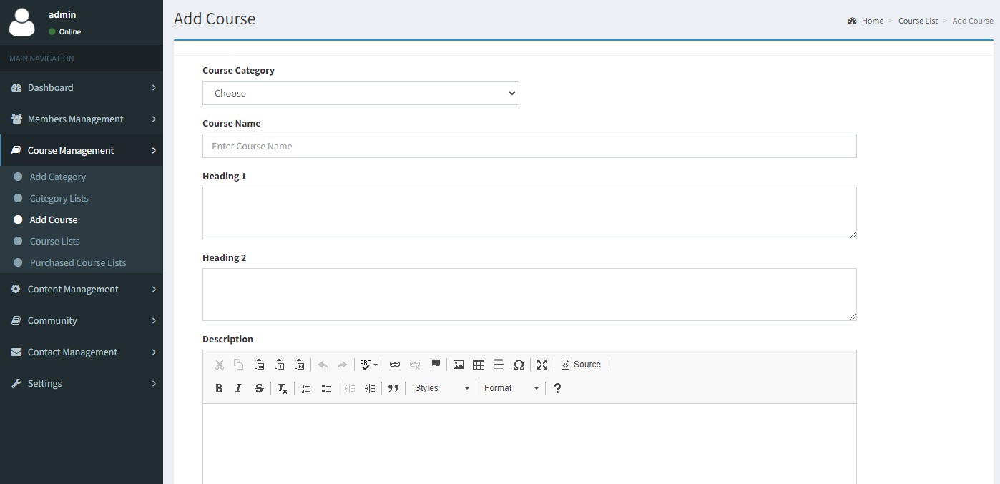 admin
Online
MAIN NAVIGATION
Dashboard
Members Management
Course Management
Add Category
Category Lists
Add Course
Course Lists
Purchased Course Lists
Content Management
Community
Contact Management
Settings
Add Course
Home > Course List > Add Course
Course Category
Choose
Course Name
Enter Course Name
Heading 1
Heading 2
Description
ABC Ω Source
B I S Ix Styles Format ?